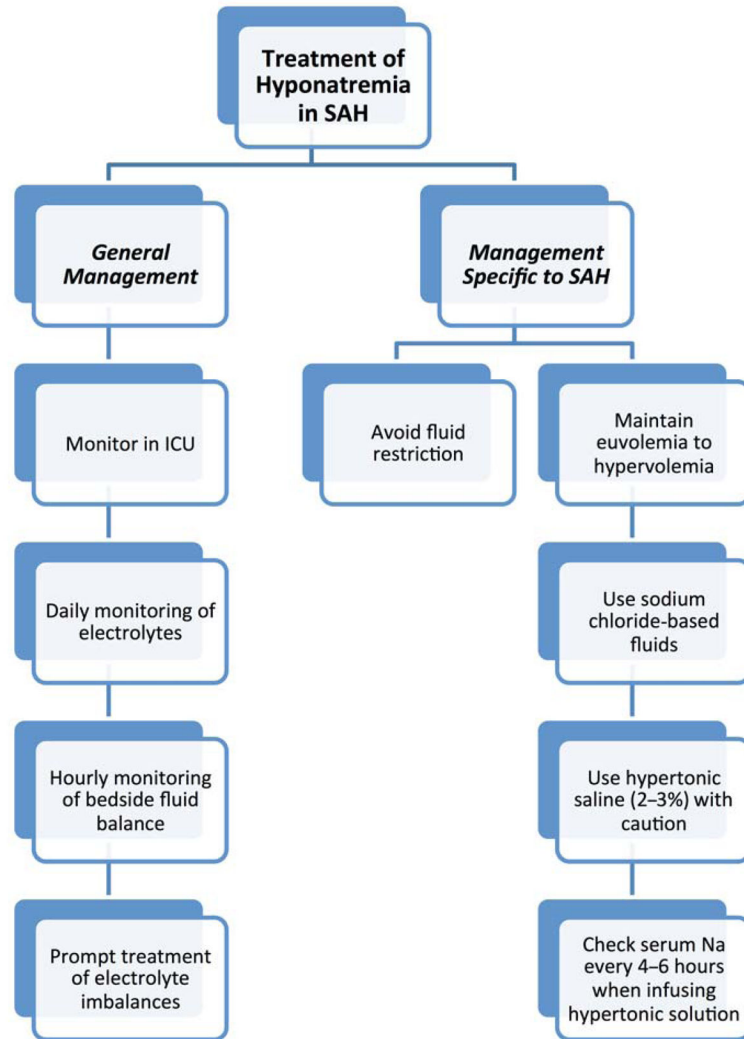 Treatment of
Hyponatremia
in SAH
General
Management
Management
Specific to SAH
Monitor in ICU
Avoid fluid
restriction
Maintain
euvolemia to
hypervolemia
Daily monitoring of
electrolytes
Use sodium
chloride-based
fluids
Hourly monitoring
of bedside fluid
balance
Use hypertonic
saline (2–3%) with
caution
Prompt treatment
of electrolyte
imbalances
Check serum Na
every 4–6 hours
when infusing
hypertonic solution